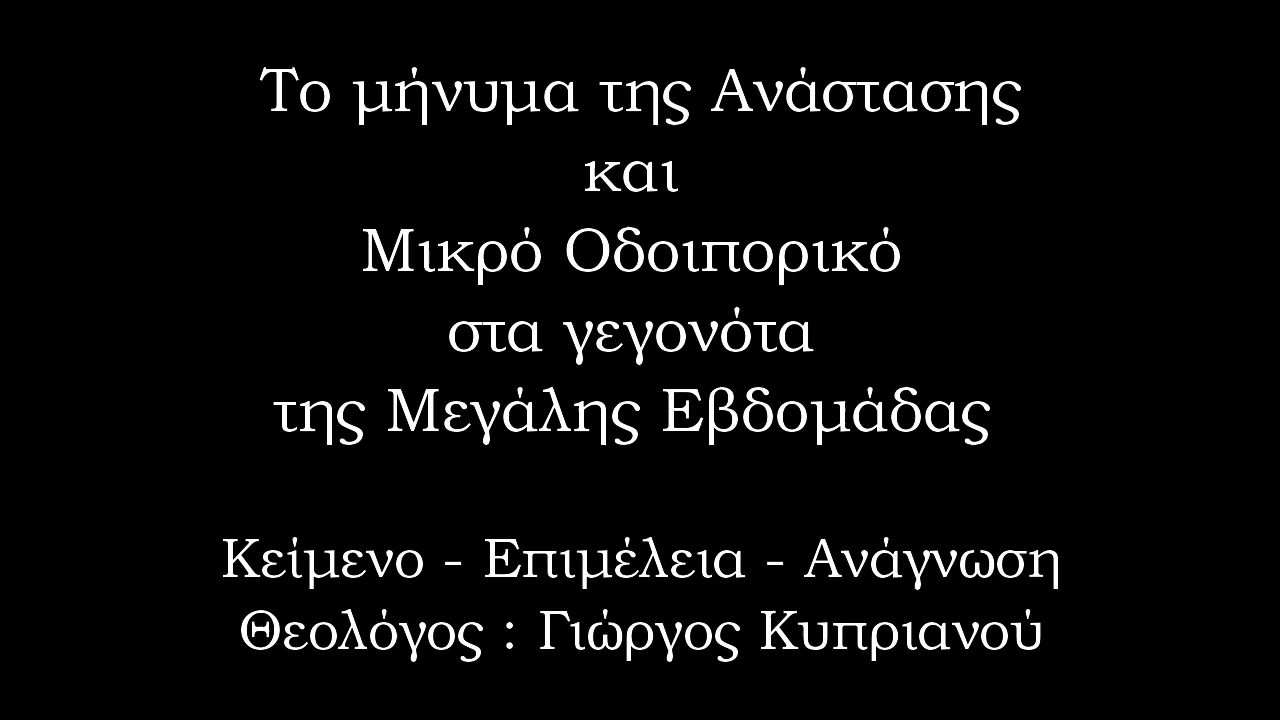 Το μήνυμα της Ανάστασης
και
Μικρό Οδοιπορικό
στα γεγονότα
της Μεγάλης Εβδομάδας
Κείμενο - Επιμέλεια - Ανάγνωση
Θεολόγος : Γιώργος Κυπριανού